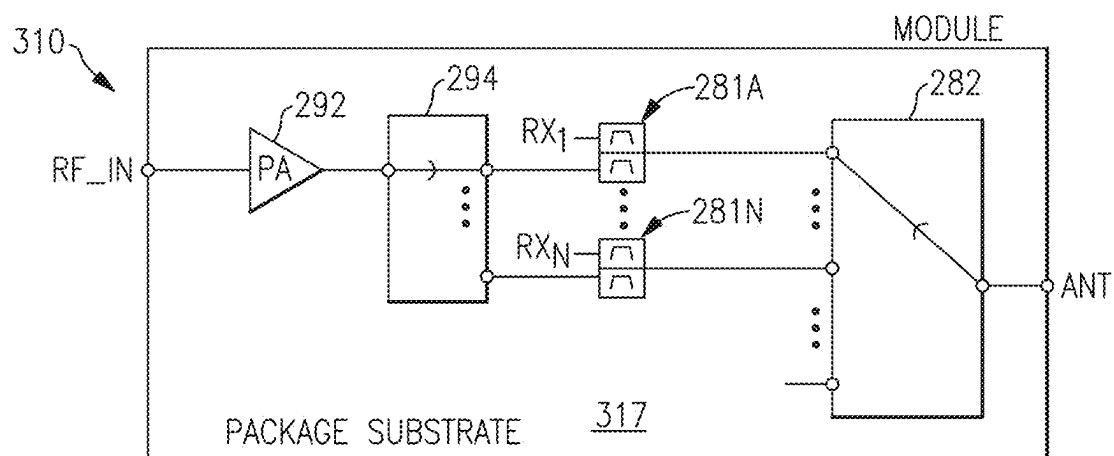 310
MODULE
292
294
281A
282
RX1
RF_IN
PA
281N
RXN
ANT
PACKAGE SUBSTRATE
317